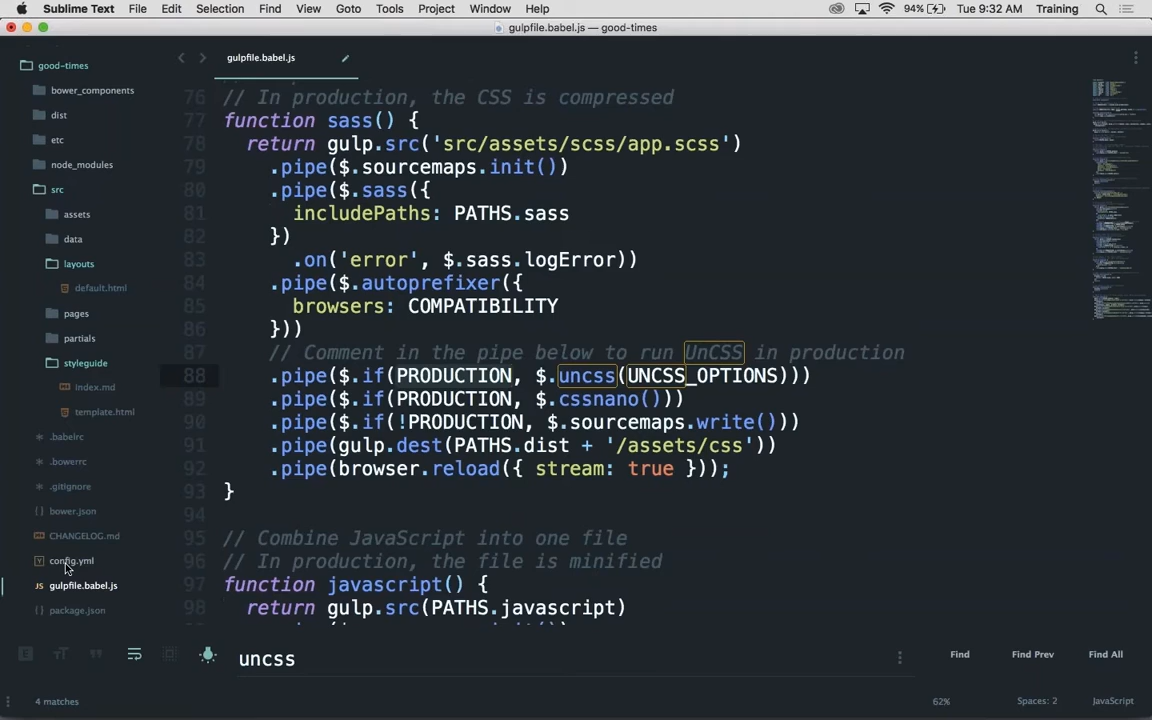 Sublime Text File Edit Selection Find View Goto Tools Project Window Help 94% Tue 9:32 AM Training
gulpfile.babel.js — good-times
good-times
bower_components
dist
etc
node_modules
src
assets
data
layouts
default.html
pages
partials
styleguide
index.md
template.html
.babelrc
.bowerrc
.gitignore
bower.json
CHANGELOG.md
config.yml
JS gulpfile.babel.js
package.json
gulpfile.babel.js
76 // In production, the CSS is compressed
77 function sass() {
78 return gulp.src('src/assets/scss/app.scss')
79 .pipe($.sourcemaps.init())
80 .pipe($.sass({
81 includePaths: PATHS.sass
82 })
83 .on('error', $.sass.logError))
84 .pipe($.autoprefixer({
85 browsers: COMPATIBILITY
86 }))
87 // Comment in the pipe below to run UnCSS in production
88 .pipe($.if(PRODUCTION, $.uncss(UNCSS_OPTIONS)))
89 .pipe($.if(PRODUCTION, $.cssnano()))
90 .pipe($.if(!PRODUCTION, $.sourcemaps.write()))
91 .pipe(gulp.dest(PATHS.dist + '/assets/css'))
92 .pipe(browser.reload({ stream: true }));
93 }
94
95 // Combine JavaScript into one file
96 // In production, the file is minified
97 function javascript() {
98 return gulp.src(PATHS.javascript)
uncss
Find Find Prev Find All
4 matches 62% Spaces: 2 JavaScript